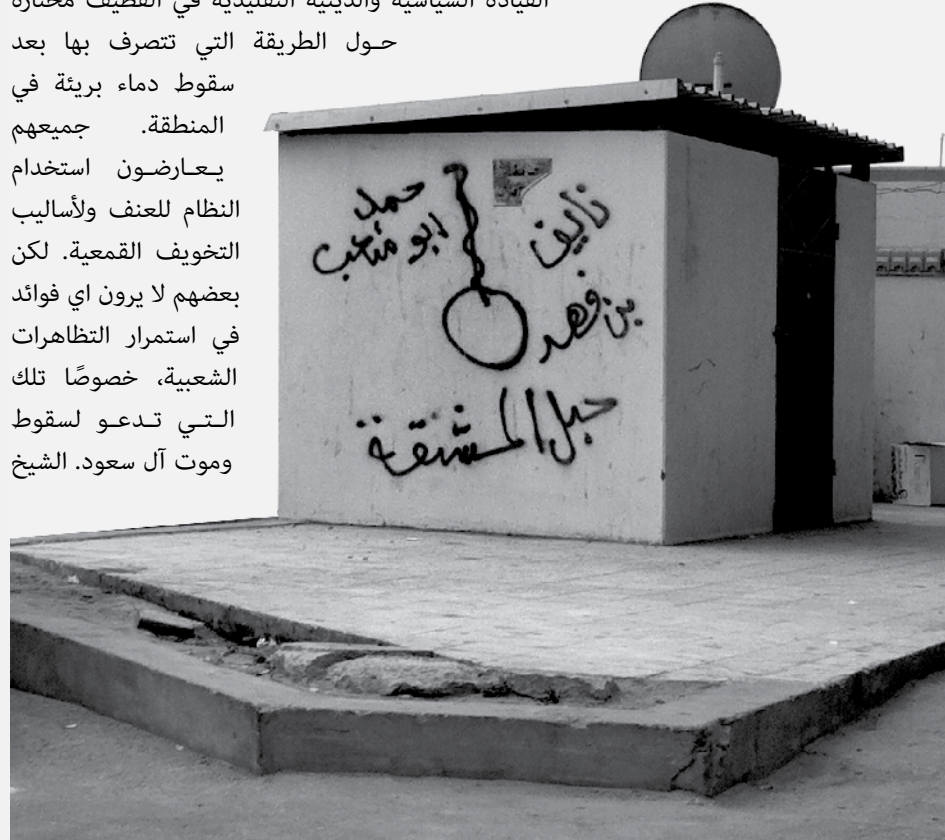 القيادة السياسية والدينية التقليدية في القطيف محتارة
حول الطريقة التي تتصرف بها بعد
سقوط دماء بريئة في
المنطقة. جميعهم
يعارضون استخدام
النظام للعنف ولأساليب
التخويف القمعية. لكن
بعضهم لا يرون اي فوائد
في استمرار التظاهرات
الشعبية، خصوصًا تلك
التي تدعو لسقوط
وموت آل سعود. الشيخ
نايف
بن فهد
حمد
ابو متاعب
حبل المشنقة